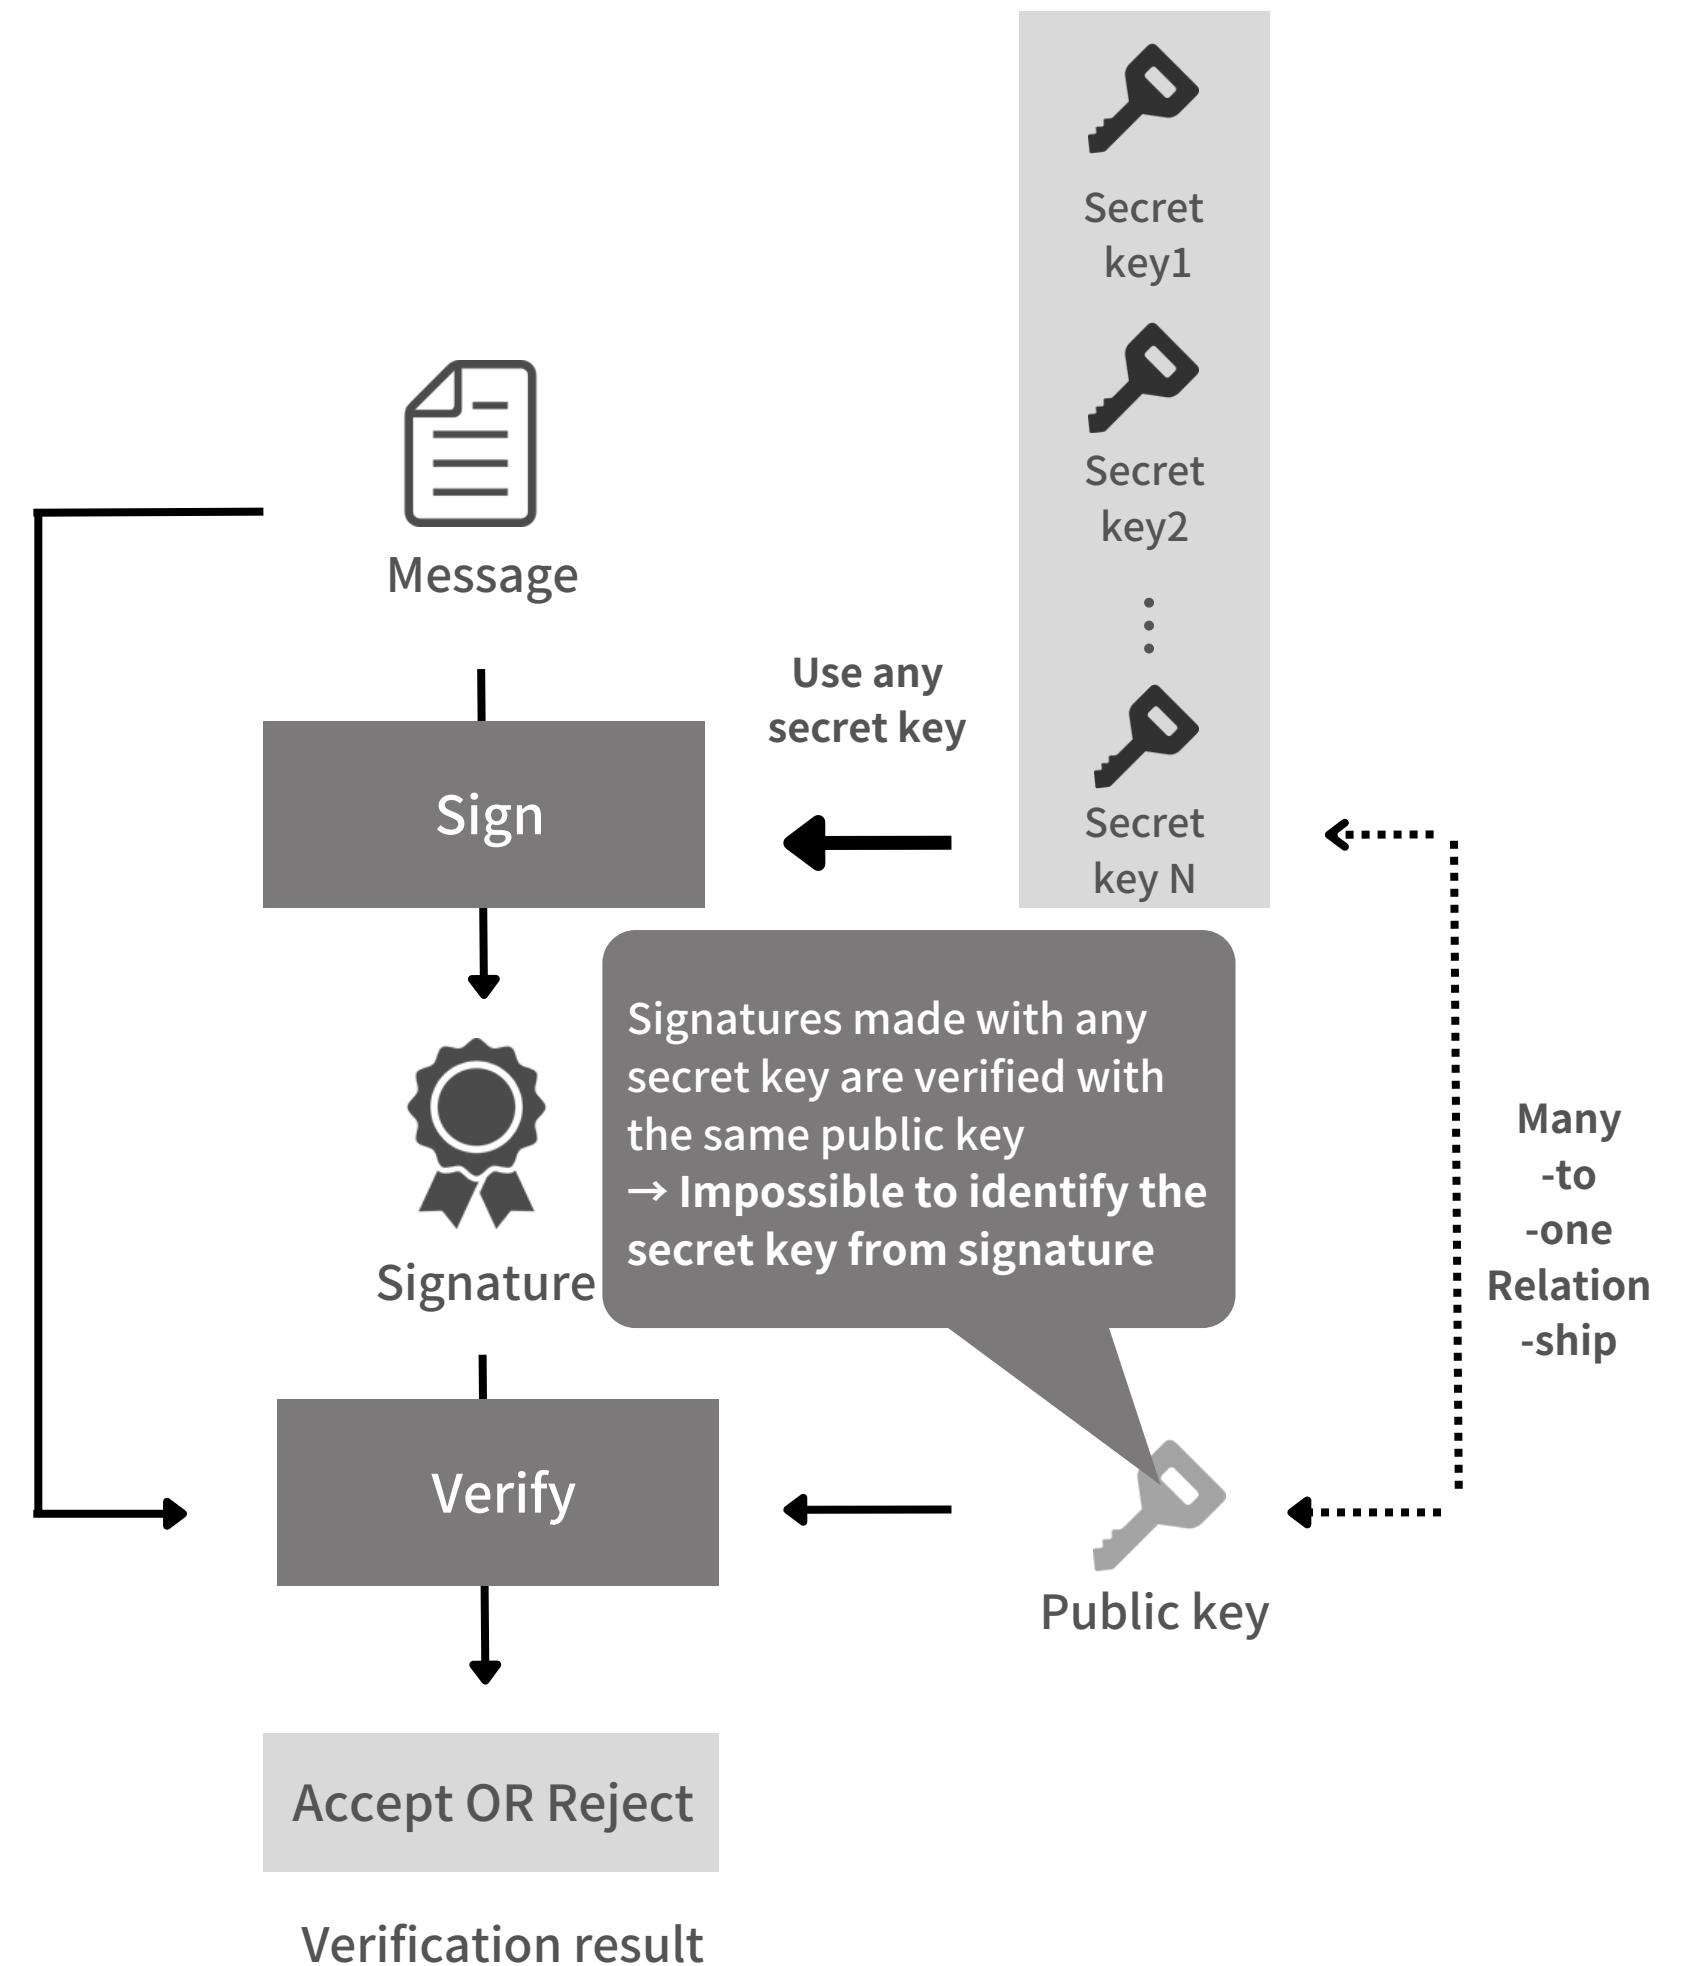 Secret
key1
Secret
key2
Message
Use any
secret key
Sign
Secret
key N
Signatures made with any
secret key are verified with
the same public key
→ Impossible to identify the
secret key from signature
Signature
Many
-to
-one
Relation
-ship
Verify
Public key
Accept OR Reject
Verification result